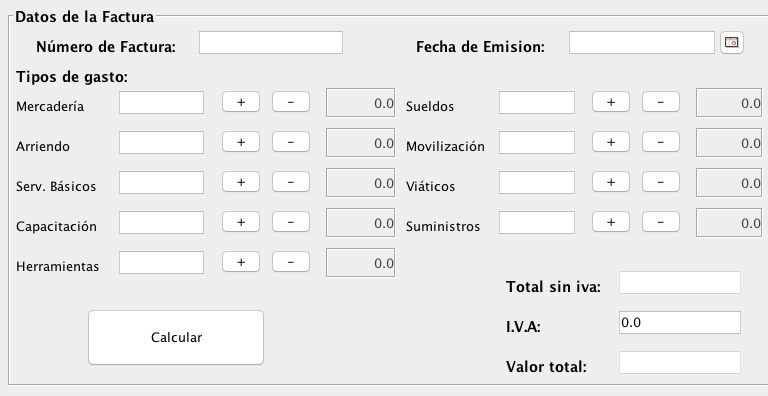 Datos de la Factura
Número de Factura: Fecha de Emision:
Tipos de gasto:
Mercadería + - 0.0 Sueldos + - 0.0
Arriendo + - 0.0 Movilización + - 0.0
Serv. Básicos + - 0.0 Viáticos + - 0.0
Capacitación + - 0.0 Suministros + - 0.0
Herramientas + - 0.0
Total sin iva:
Calcular
I.V.A: 0.0
Valor total: